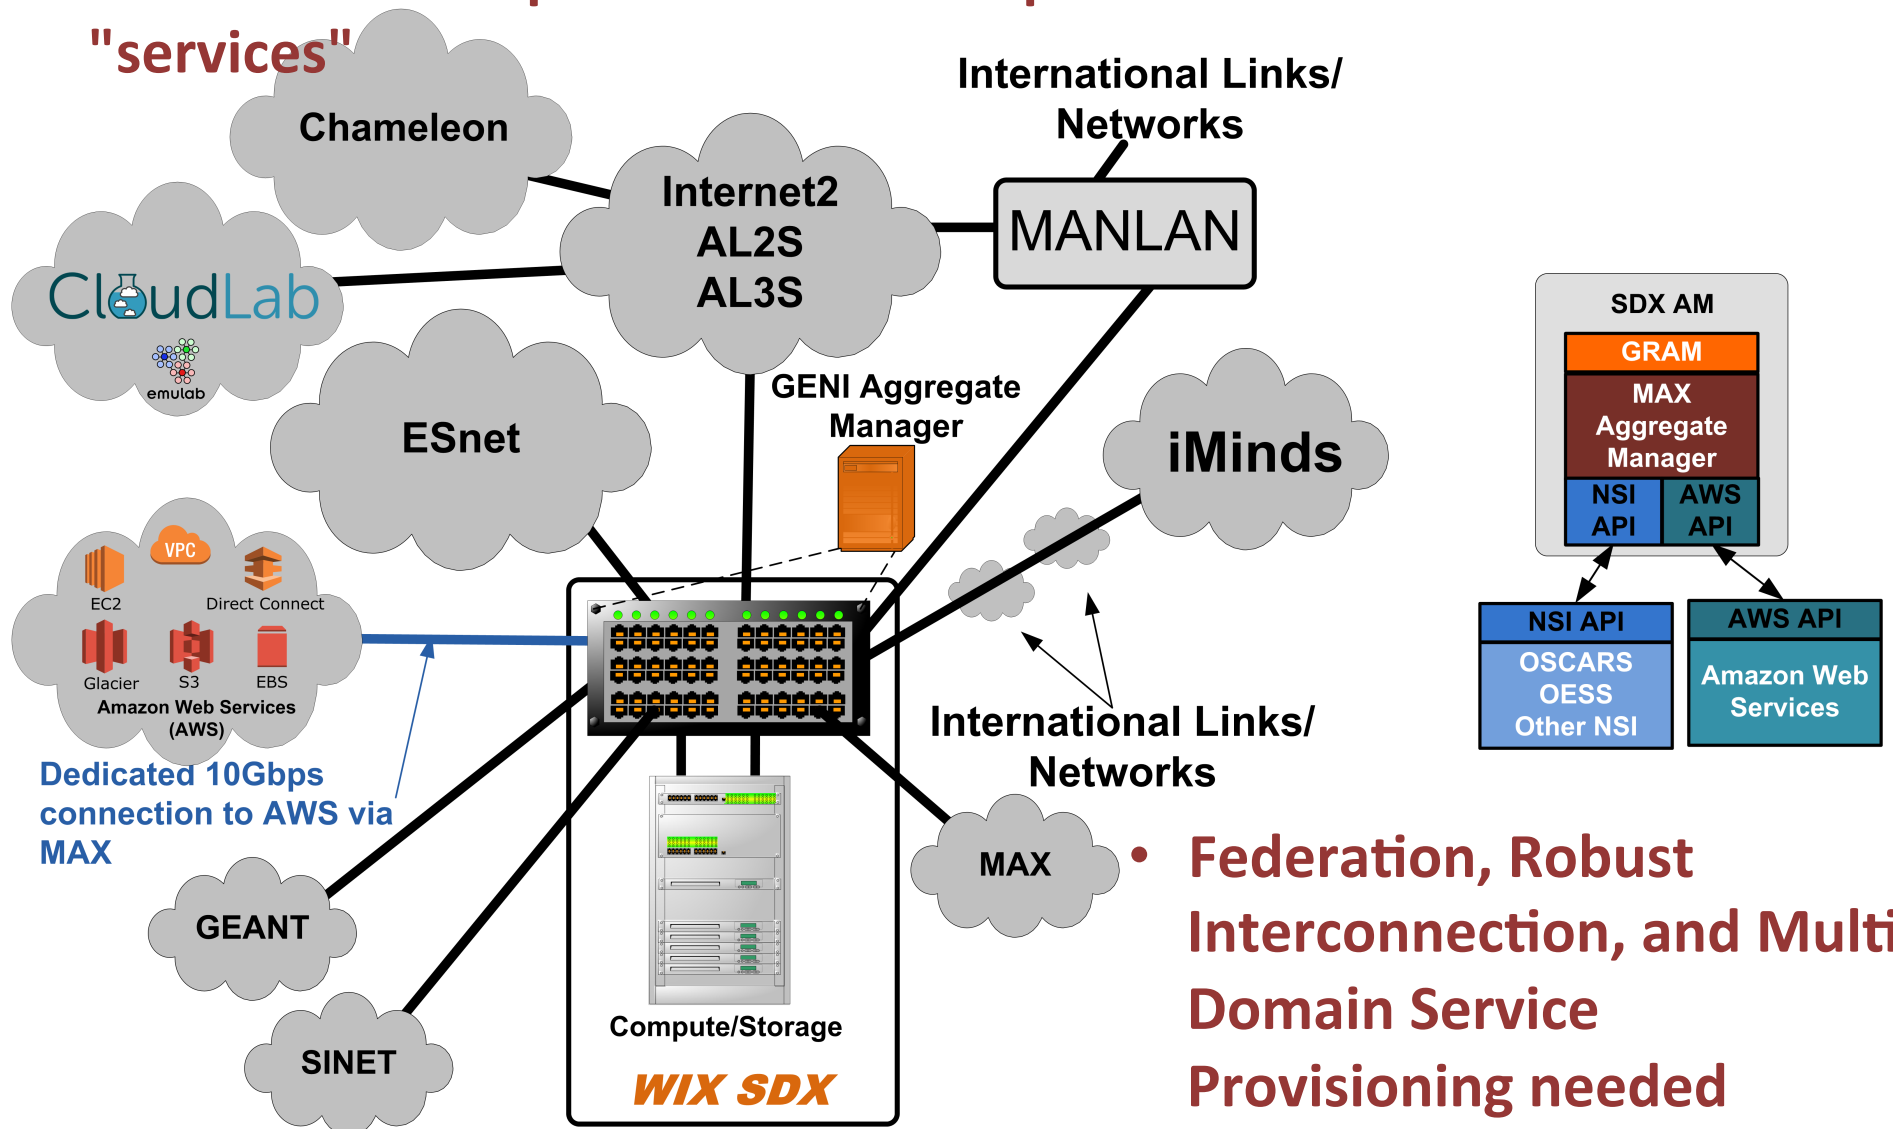 "services"
Chameleon
International Links/
Networks
Internet2
AL2S
AL3S
MANLAN
CloudLab
emulab
ESnet
GENI Aggregate
Manager
iMinds
SDX AM
GRAM
MAX
Aggregate
Manager
NSI
API
AWS
API
NSI API
OSCARS
OESS
Other NSI
AWS API
Amazon Web
Services
VPC
EC2
Direct Connect
Glacier
S3
EBS
Amazon Web Services
(AWS)
Dedicated 10Gbps
connection to AWS via
MAX
International Links/
Networks
MAX
GEANT
SINET
Compute/Storage
WIX SDX
• Federation, Robust
Interconnection, and Multi
Domain Service
Provisioning needed